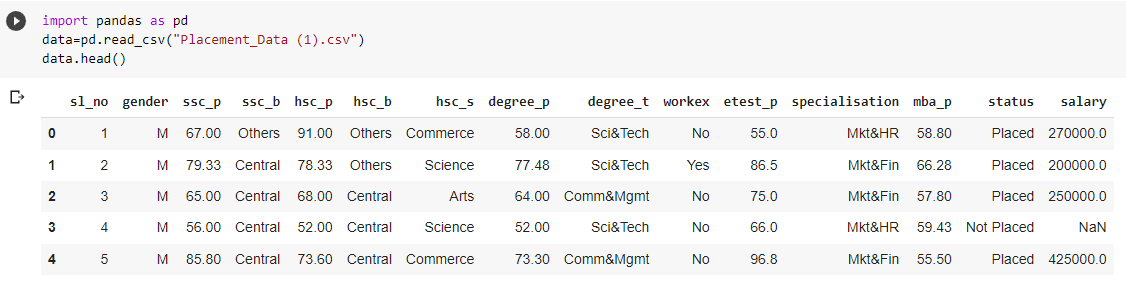 import pandas as pd
data=pd.read_csv("Placement_Data (1).csv")
data.head()
sl_no gender ssc_p ssc_b hsc_p hsc_b hsc_s degree_p degree_t workex etest_p specialisation mba_p status salary
0 1 M 67.00 Others 91.00 Others Commerce 58.00 Sci&Tech No 55.0 Mkt&HR 58.80 Placed 270000.0
1 2 M 79.33 Central 78.33 Others Science 77.48 Sci&Tech Yes 86.5 Mkt&Fin 66.28 Placed 200000.0
2 3 M 65.00 Central 68.00 Central Arts 64.00 Comm&Mgmt No 75.0 Mkt&Fin 57.80 Placed 250000.0
3 4 M 56.00 Central 52.00 Central Science 52.00 Sci&Tech No 66.0 Mkt&HR 59.43 Not Placed NaN
4 5 M 85.80 Central 73.60 Central Commerce 73.30 Comm&Mgmt No 96.8 Mkt&Fin 55.50 Placed 425000.0